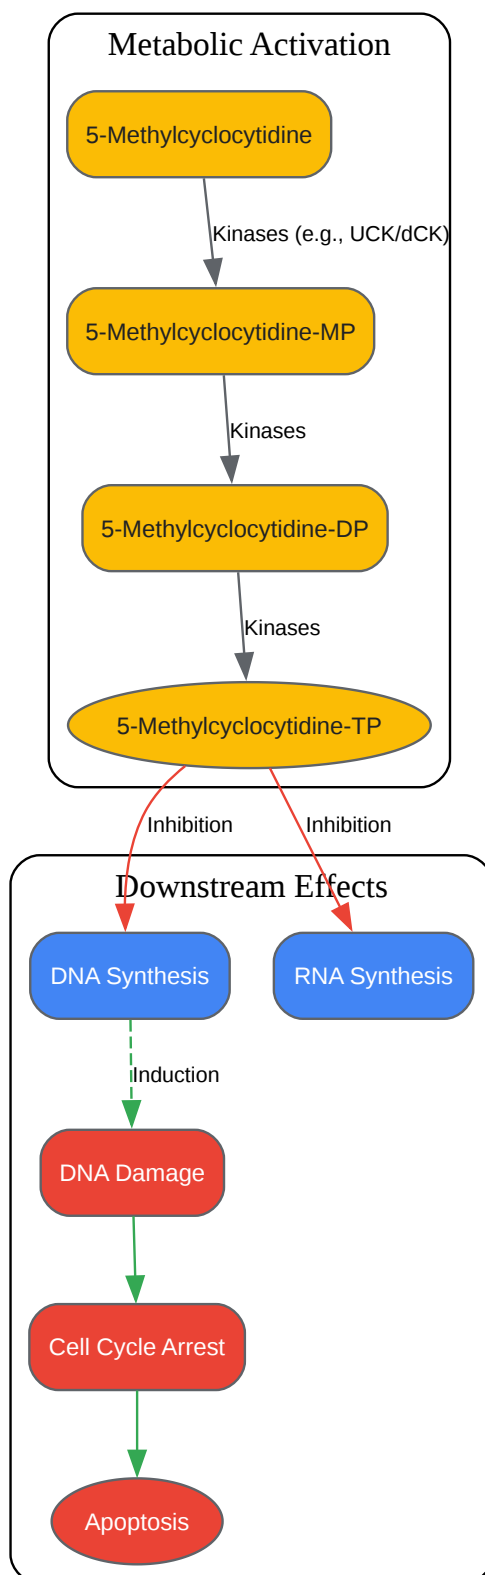 Metabolic Activation
5-Methylcyclocytidine
Kinases (e.g., UCK/dCK)
5-Methylcyclocytidine-MP
Kinases
5-Methylcyclocytidine-DP
Kinases
5-Methylcyclocytidine-TP
Inhibition
Inhibition
Downstream Effects
DNA Synthesis
RNA Synthesis
Induction
DNA Damage
Cell Cycle Arrest
Apoptosis